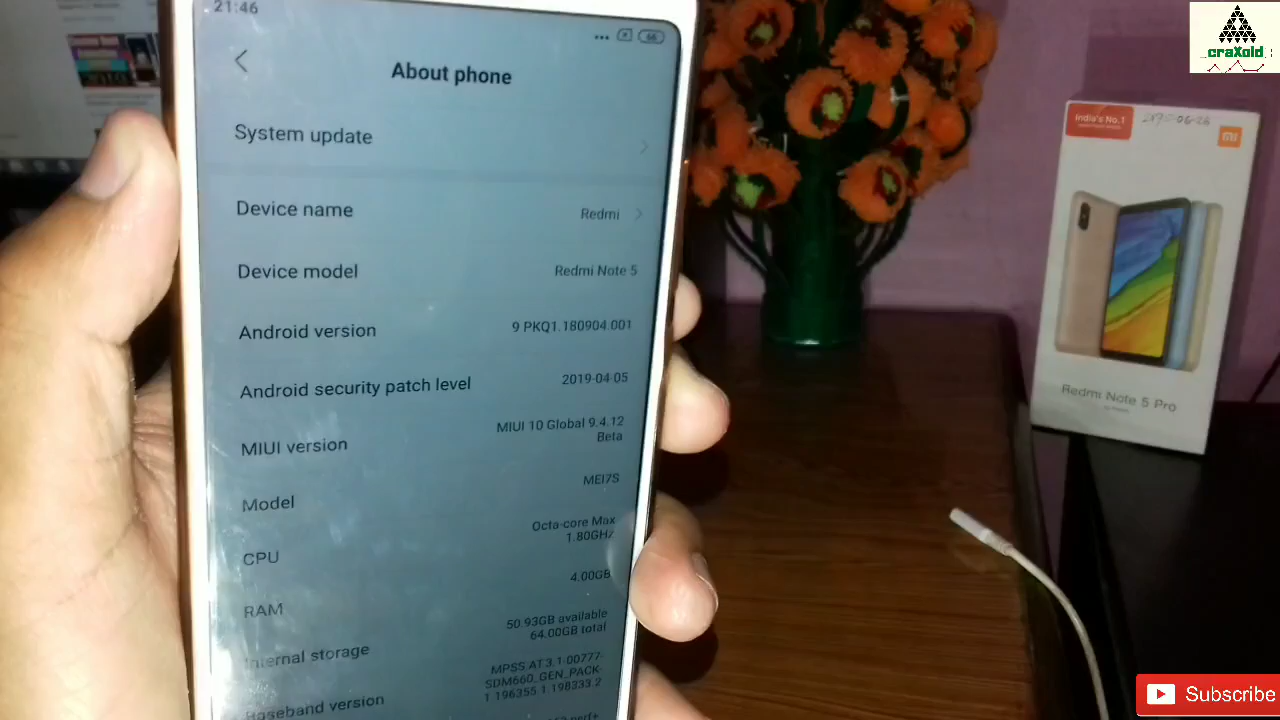 21:46
66
About phone
System update
Device name
Redmi
Device model
Redmi Note 5
Android version
9 PKQ1.180904.001
Android security patch level
2019-04-05
MIUI version
MIUI 10 Global 9.4.12
Beta
Model
MEI7S
CPU
Octa-core Max
1.80GHz
RAM
4.00GB
Internal storage
50.93GB available
64.00GB total
Baseband version
MPSS.AT.3.1-00777-
SDM660_GEN_PACK-
1.196355.1.198333.2
_craXold_:
India's No.1
MI
Redmi Note 5 Pro
Subscribe